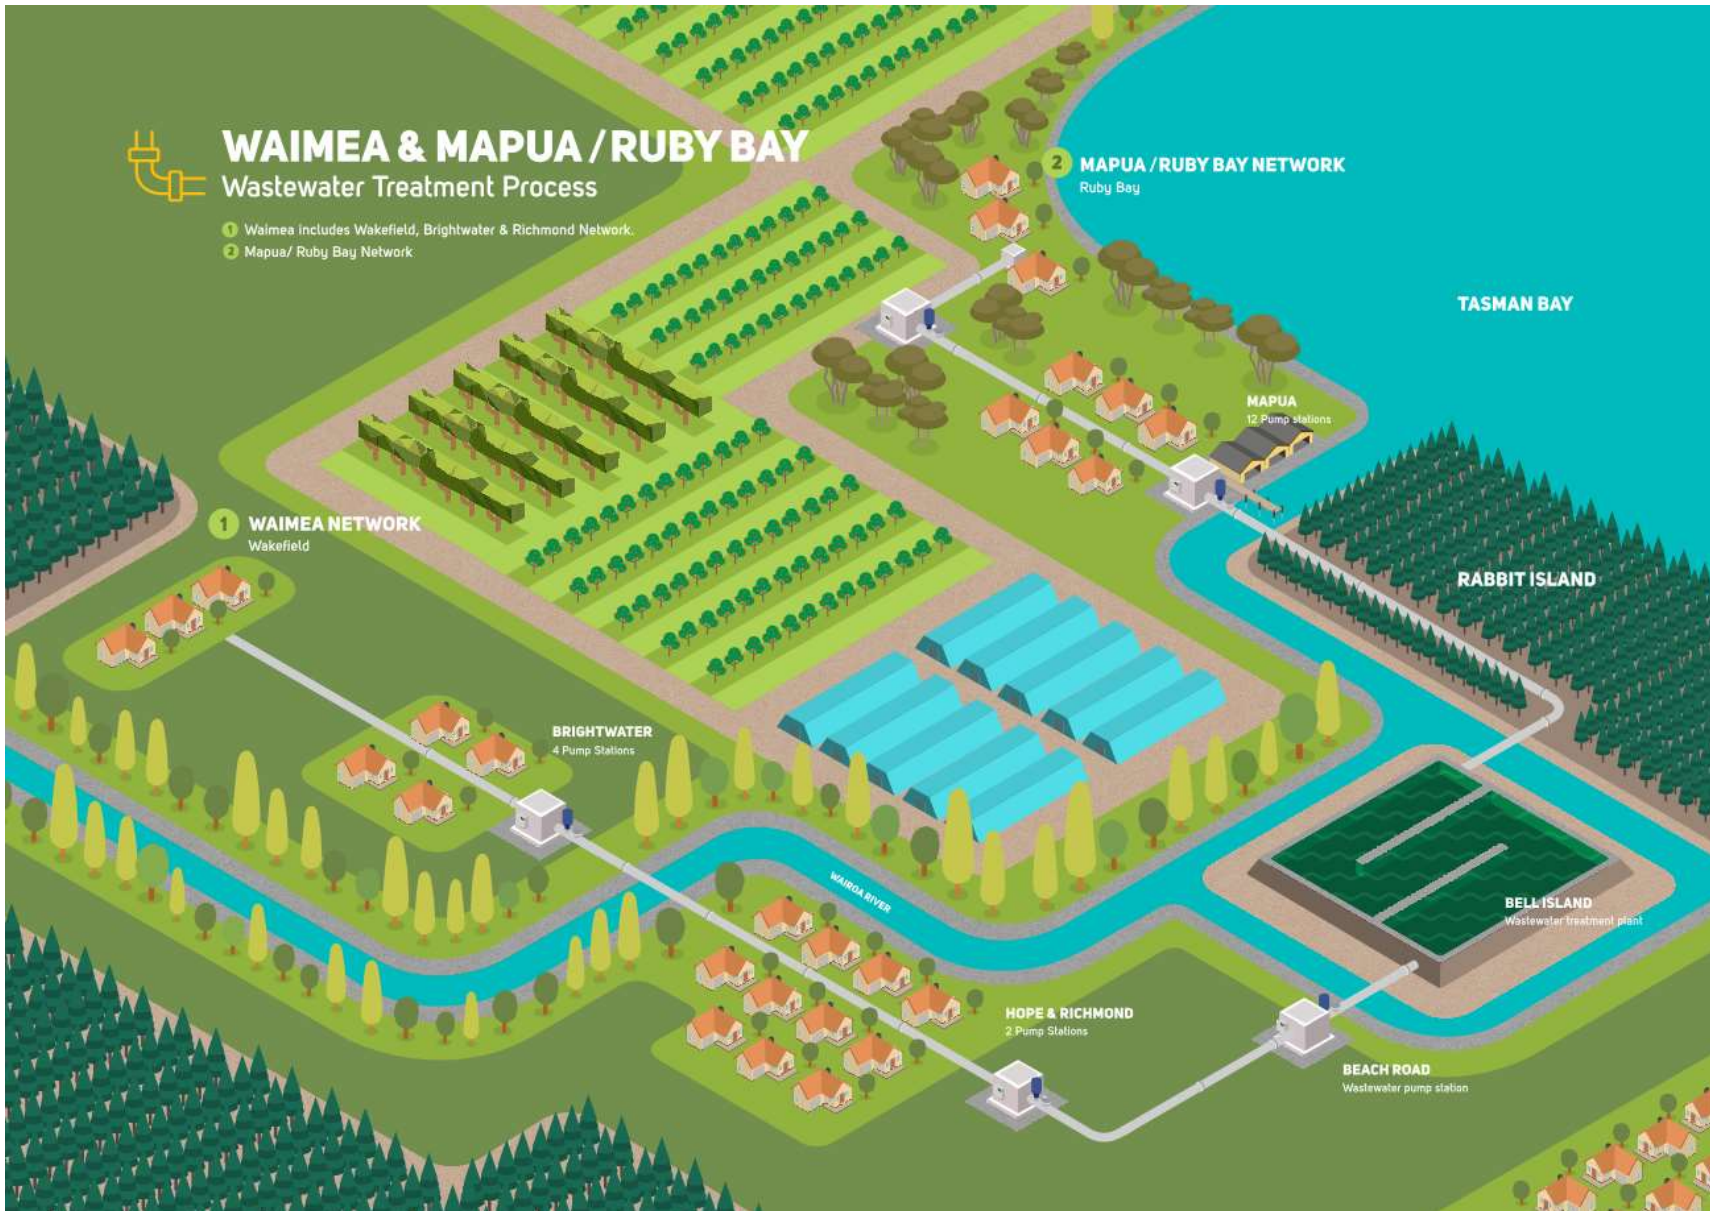 WAIMEA & MAPUA / RUBY BAY
Wastewater Treatment Process
1 Waimea includes Wakefield, Brightwater & Richmond Network.
2 Mapua/ Ruby Bay Network
2 MAPUA / RUBY BAY NETWORK
Ruby Bay
TASMAN BAY
MAPUA
12 Pump stations
1 WAIMEA NETWORK
Wakefield
RABBIT ISLAND
BRIGHTWATER
4 Pump Stations
WAIROA RIVER
BELL ISLAND
Wastewater treatment plant
HOPE & RICHMOND
2 Pump Stations
BEACH ROAD
Wastewater pump station